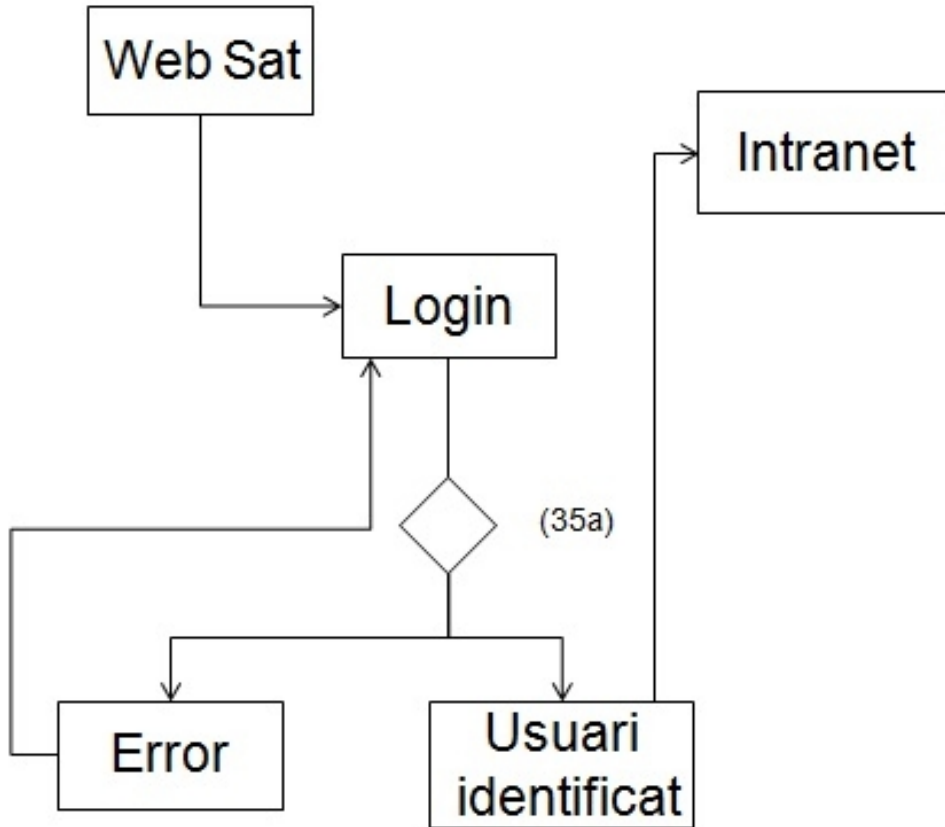 Web Sat
Intranet
Login
(35a)
Error
Usuari
identificat